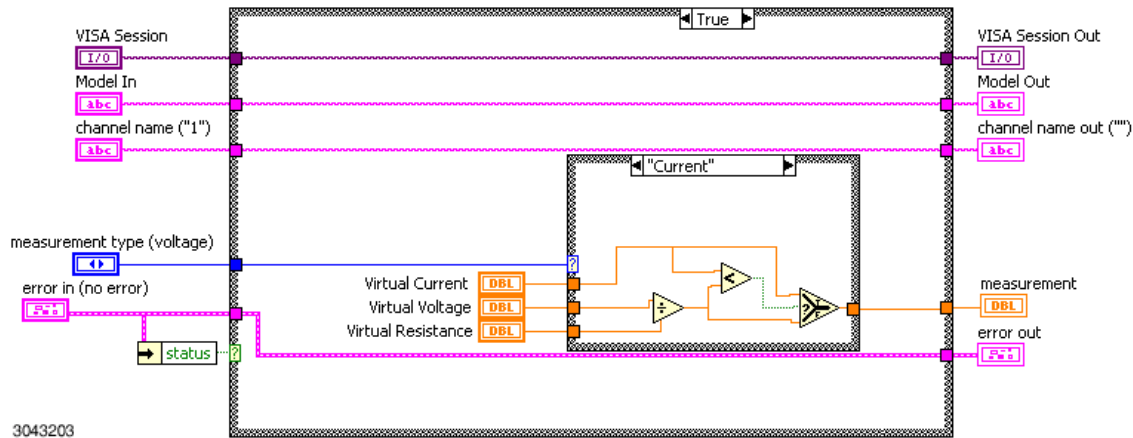 True
VISA Session
I/O
VISA Session Out
I/O
Model In
abc
Model Out
abc
channel name ("1")
abc
channel name out ("")
abc
"Current"
measurement type (voltage)
?
error in (no error)
Virtual Current
DBL
Virtual Voltage
DBL
Virtual Resistance
DBL
<
÷
?
T
F
measurement
DBL
error out
status
?
3043203